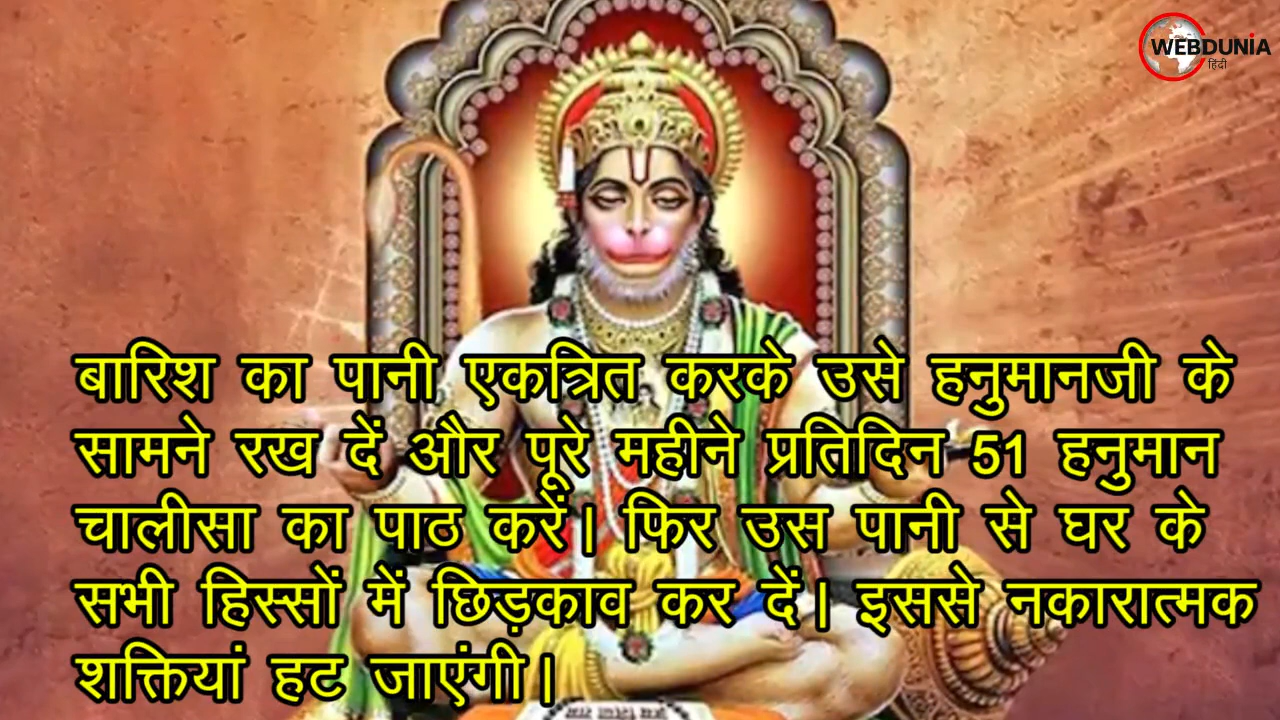 WEBDUNIA
हिंदी
बारिश का पानी एकत्रित करके उसे हनुमानजी के
सामने रख दें और पूरे महीने प्रतिदिन 51 हनुमान
चालीसा का पाठ करें। फिर उस पानी से घर के
सभी हिस्सों में छिड़काव कर दें। इससे नकारात्मक
शक्तियां हट जाएंगी।